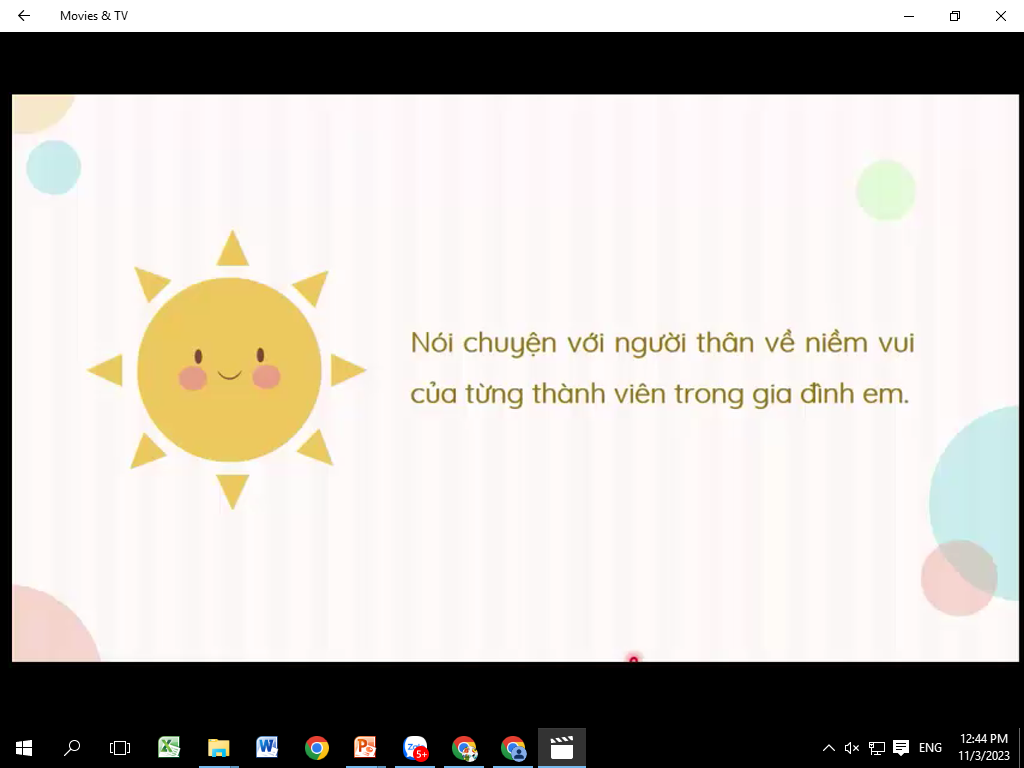 Movies & TV
Nói chuyện với người thân về niềm vui
của từng thành viên trong gia đình em.
5+
ENG
12:44 PM
11/3/2023